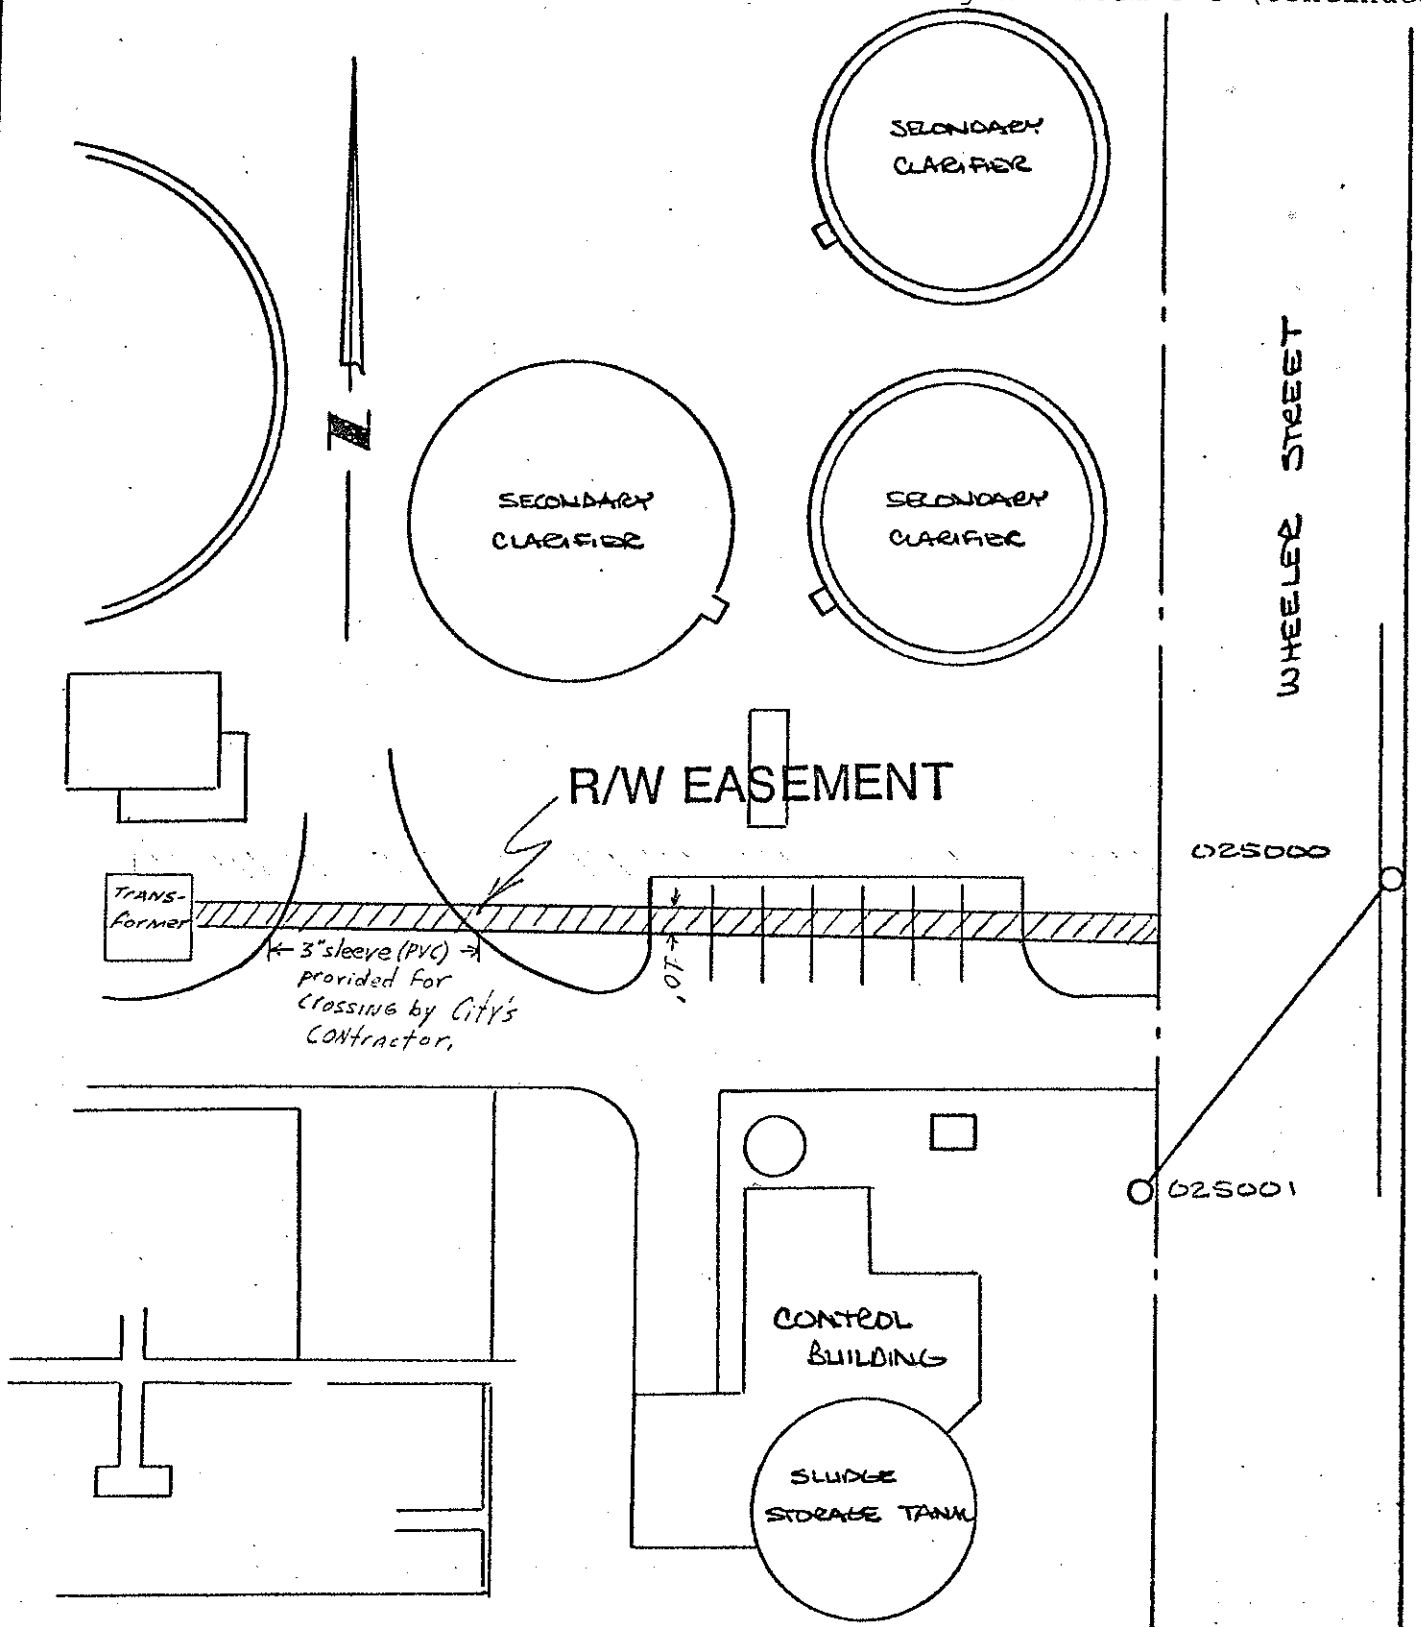 SECONDARY
CLARIFIER
WHEELER STREET
N
SECONDARY
CLARIFIER
SECONDARY
CLARIFIER
R/W EASEMENT
025000
TRANS-
former
3" sleeve (PVC)
provided for
crossing by City's
Contractor.
10'
025001
CONTROL
BUILDING
SLUDGE
STORAGE TANK